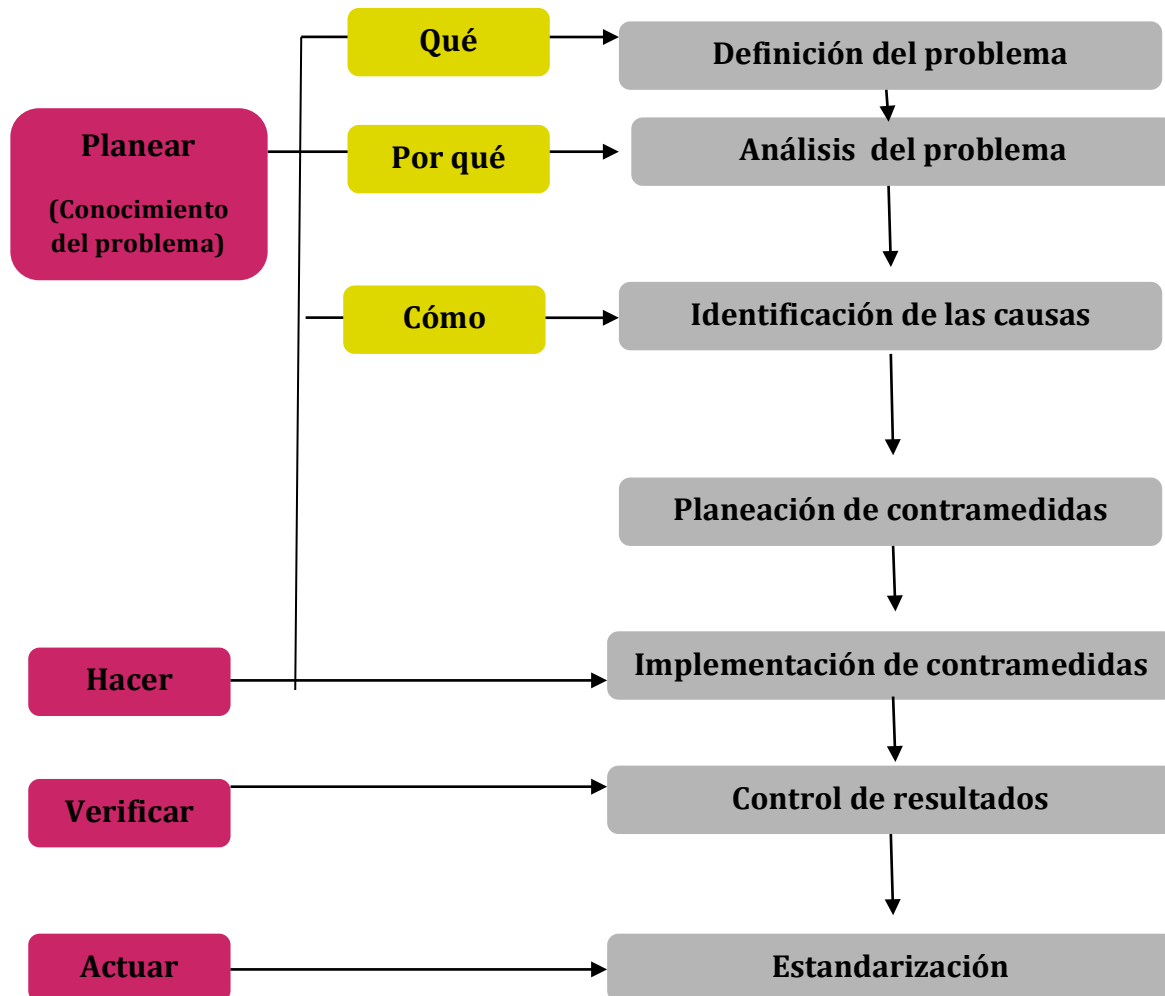 Qué
Definición del problema
Planear
(Conocimiento
del problema)
Por qué
Análisis del problema
Cómo
Identificación de las causas
Planeación de contramedidas
Hacer
Implementación de contramedidas
Verificar
Control de resultados
Actuar
Estandarización